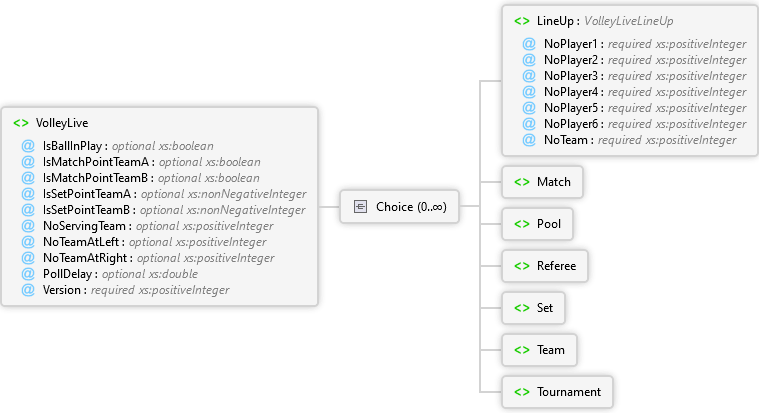 <> VolleyLive
@ IsBallInPlay : optional xs:boolean
@ IsMatchPointTeamA : optional xs:boolean
@ IsMatchPointTeamB : optional xs:boolean
@ IsSetPointTeamA : optional xs:nonNegativeInteger
@ IsSetPointTeamB : optional xs:nonNegativeInteger
@ NoServingTeam : optional xs:positiveInteger
@ NoTeamAtLeft : optional xs:positiveInteger
@ NoTeamAtRight : optional xs:positiveInteger
@ PollDelay : optional xs:double
@ Version : required xs:positiveInteger
Choice (0..∞)
<> LineUp : VolleyLiveLineUp
@ NoPlayer1 : required xs:positiveInteger
@ NoPlayer2 : required xs:positiveInteger
@ NoPlayer3 : required xs:positiveInteger
@ NoPlayer4 : required xs:positiveInteger
@ NoPlayer5 : required xs:positiveInteger
@ NoPlayer6 : required xs:positiveInteger
@ NoTeam : required xs:positiveInteger
<> Match
<> Pool
<> Referee
<> Set
<> Team
<> Tournament